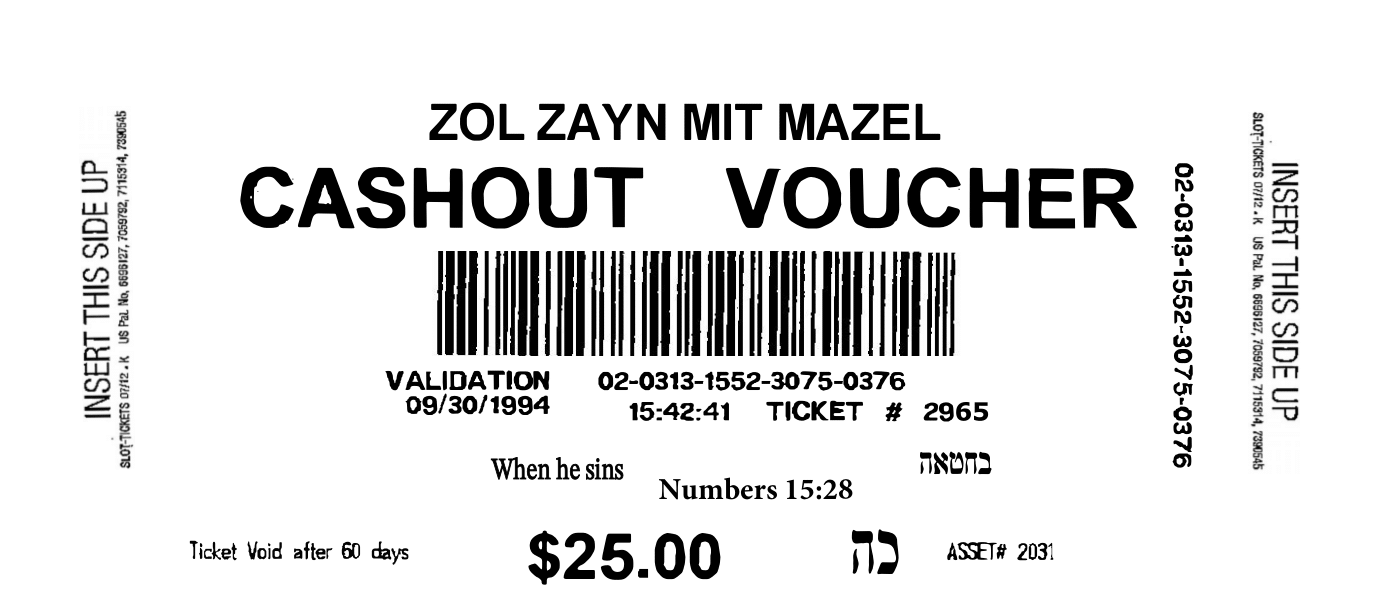 ZOL ZAYN MIT MAZEL
CASHOUT VOUCHER
INSERT THIS SIDE UP
SLOT-TICKETS 07/12 - K US Pat. No. 6696127, 7059792, 7115314, 7390545
VALIDATION 02-0313-1552-3075-0376
09/30/1994 15:42:41 TICKET # 2965
When he sins
בחטאה
Numbers 15:28
Ticket Void after 60 days $25.00 כה ASSET# 2031
02-0313-1552-3075-0376
SLOT-TICKETS 07/12 - K US Pat. No. 6696127, 7059792, 7115314, 7390545
INSERT THIS SIDE UP